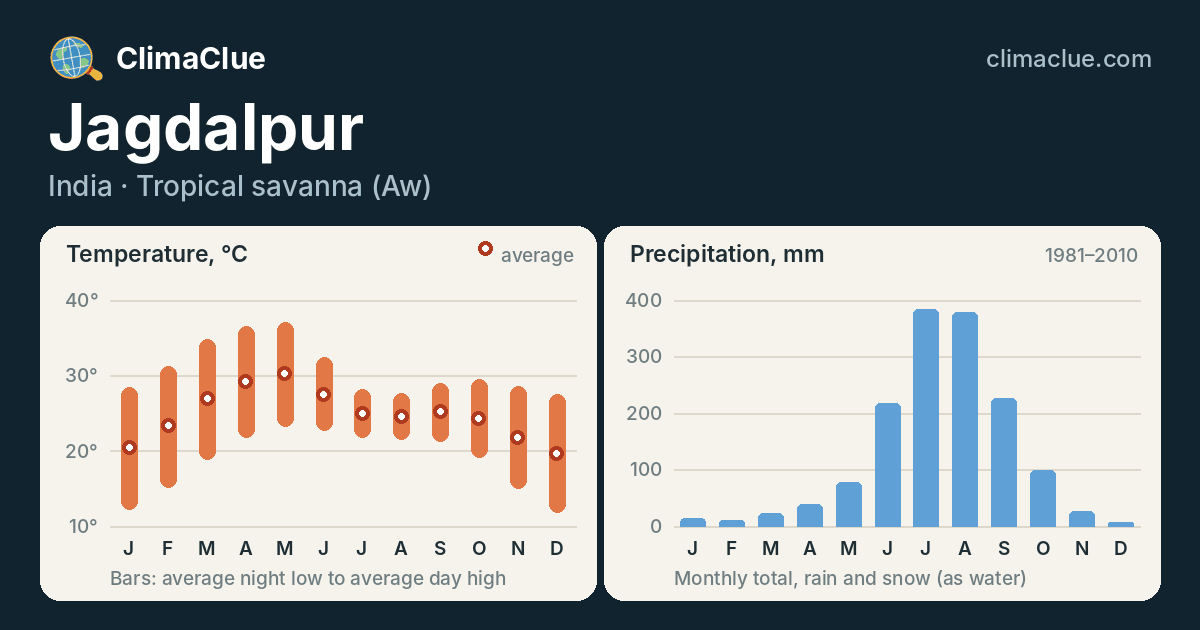 ClimaClue
climaclue.com
Jagdalpur
India · Tropical savanna (Aw)
Temperature, °C
average
40°
30°
20°
10°
J F M A M J J A S O N D
Bars: average night low to average day high
Precipitation, mm
1981–2010
400
300
200
100
0
J F M A M J J A S O N D
Monthly total, rain and snow (as water)